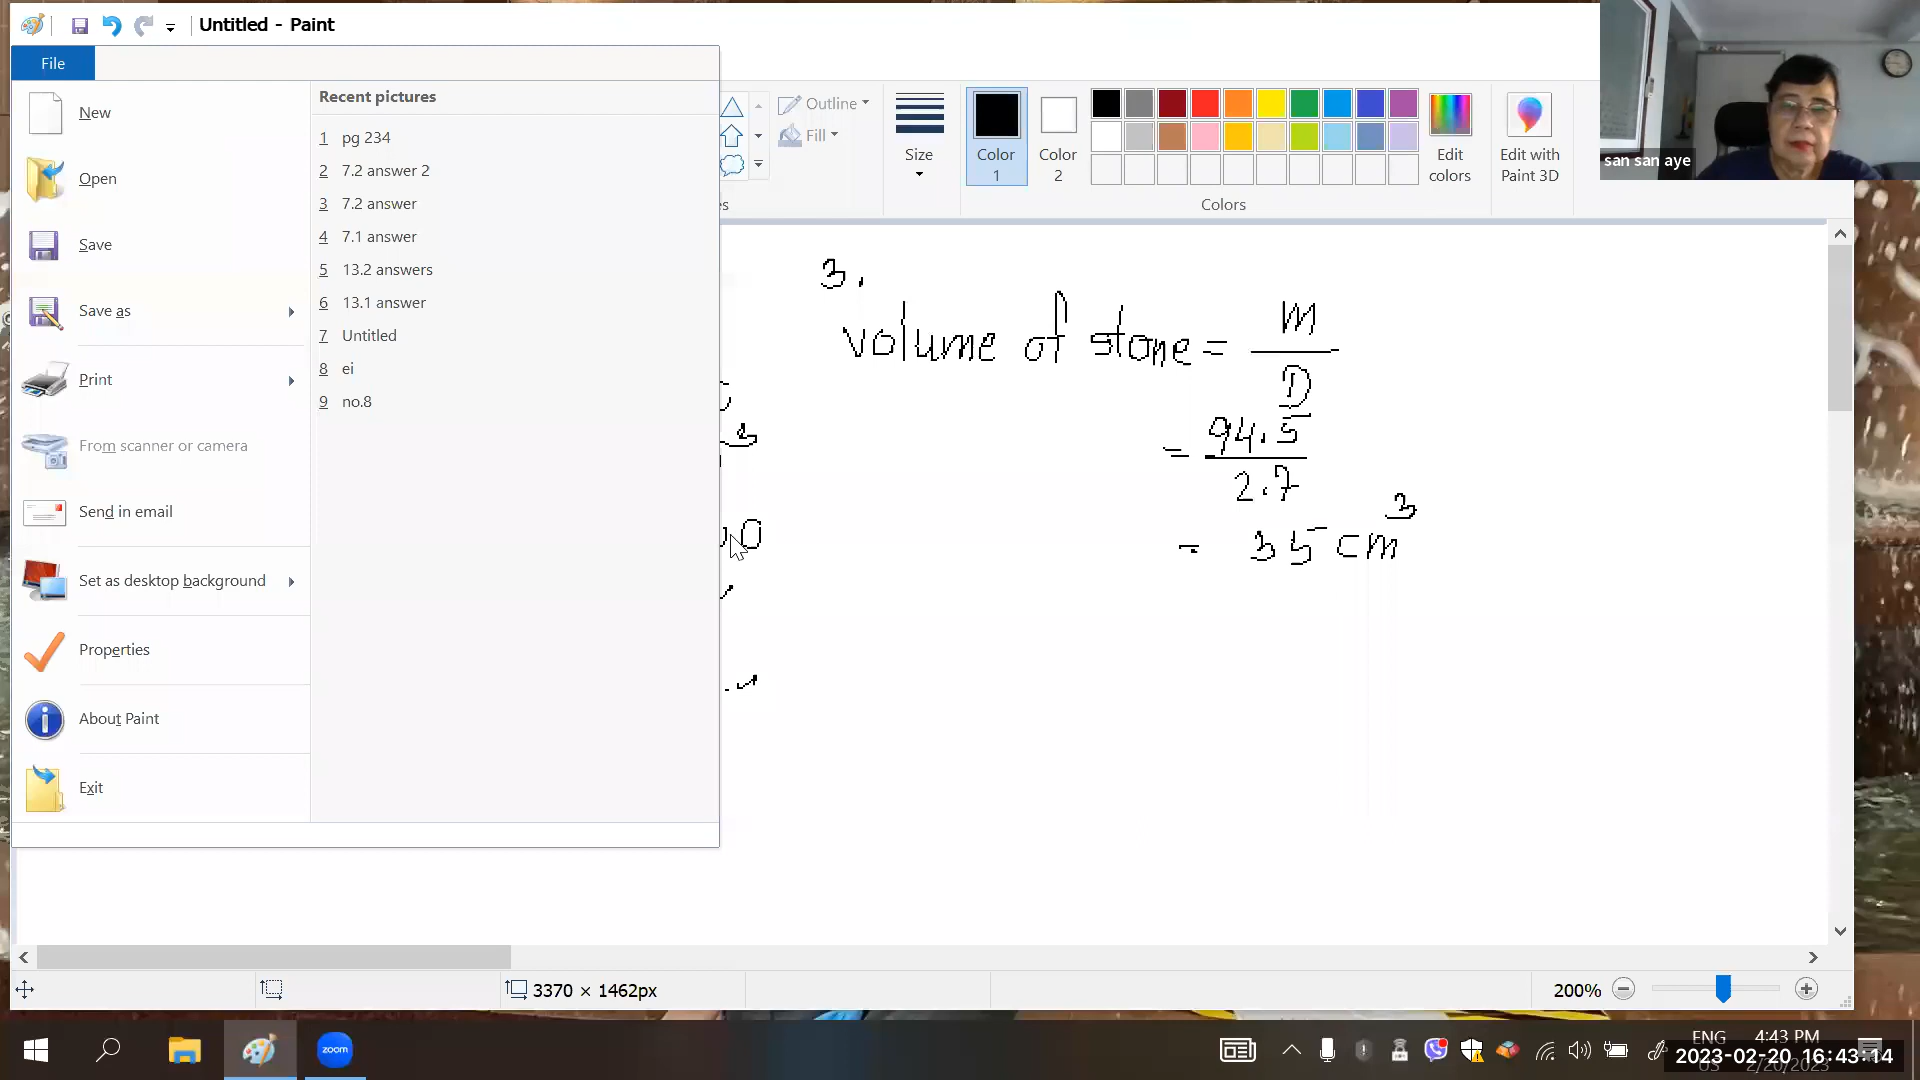 Untitled - Paint
File
New
Open
Save
Save as
Print
From scanner or camera
Send in email
Set as desktop background
Properties
About Paint
Exit
Recent pictures
1 pg 234
2 7.2 answer 2
3 7.2 answer
4 7.1 answer
5 13.2 answers
6 13.1 answer
7 Untitled
8 ei
9 no.8
Outline
Fill
Size
Color 1
Color 2
Edit colors
Edit with Paint 3D
Colors
san san aye
3.
volume of stone = m
D
= 94.5
2.7
= 35 cm³
3370 × 1462px
200%
zoom
ENG
US
4:43 PM
2/20/2023
2023-02-20 16:43:14